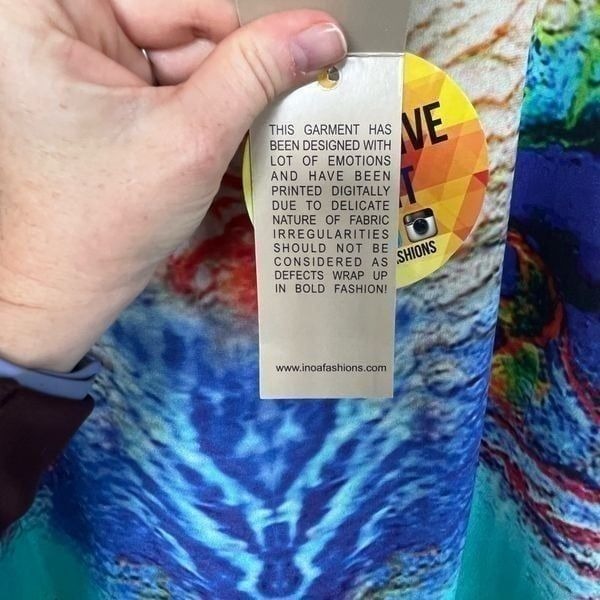 THIS GARMENT HAS
BEEN DESIGNED WITH
LOT OF EMOTIONS
AND HAVE BEEN
PRINTED DIGITALLY
DUE TO DELICATE
NATURE OF FABRIC
IRREGULARITIES
SHOULD NOT BE
CONSIDERED AS
DEFECTS WRAP UP
IN BOLD FASHION!
www.inoafashions.com
VE
T
SHIONS